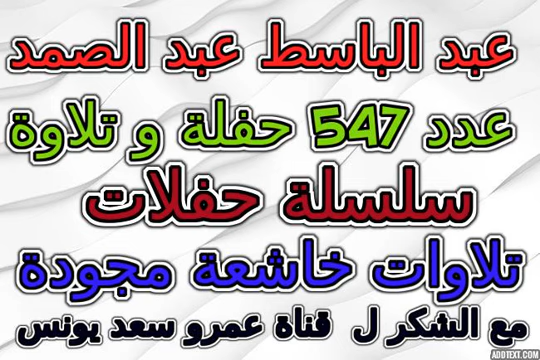 عبد الباسط عبد الصمد
عدد 547 حفلة و تلاوة
سلسلة حفلات
تلاوات خاشعة مجودة
مع الشكر ل قناة عمرو سعد يونس
ADDTEXT.COM